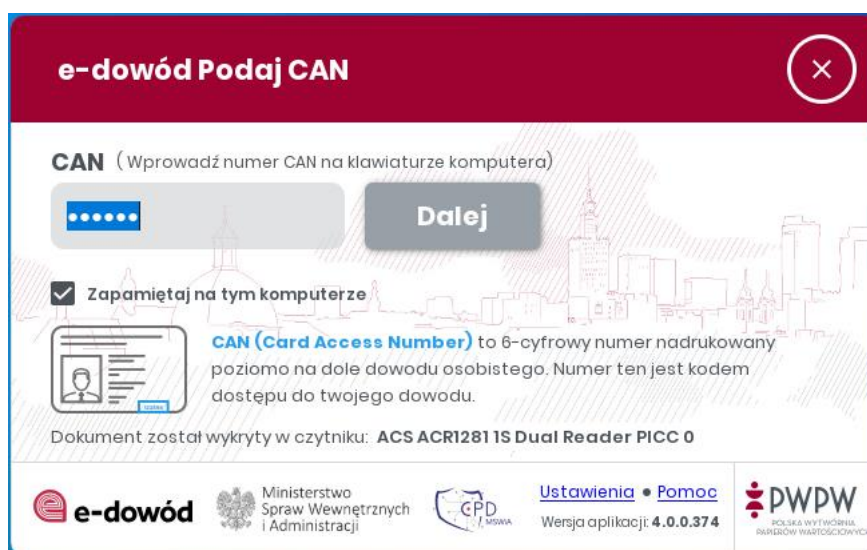 e-dowód Podaj CAN
CAN (Wprowadź numer CAN na klawiaturze komputera)
●●●●●● Dalej
Zapamiętaj na tym komputerze
CAN (Card Access Number) to 6-cyfrowy numer nadrukowany
poziomo na dole dowodu osobistego. Numer ten jest kodem
dostępu do twojego dowodu.
Dokument został wykryty w czytniku: ACS ACR1281 1S Dual Reader PICC 0
e-dowód
Ministerstwo
Spraw Wewnętrznych
i Administracji
CPD
MSWIA
Ustawienia ● Pomoc
Wersja aplikacji: 4.0.0.374
PWPW
POLSKA WYTWÓRNIA
PAPIERÓW WARTOŚCIOWYCH